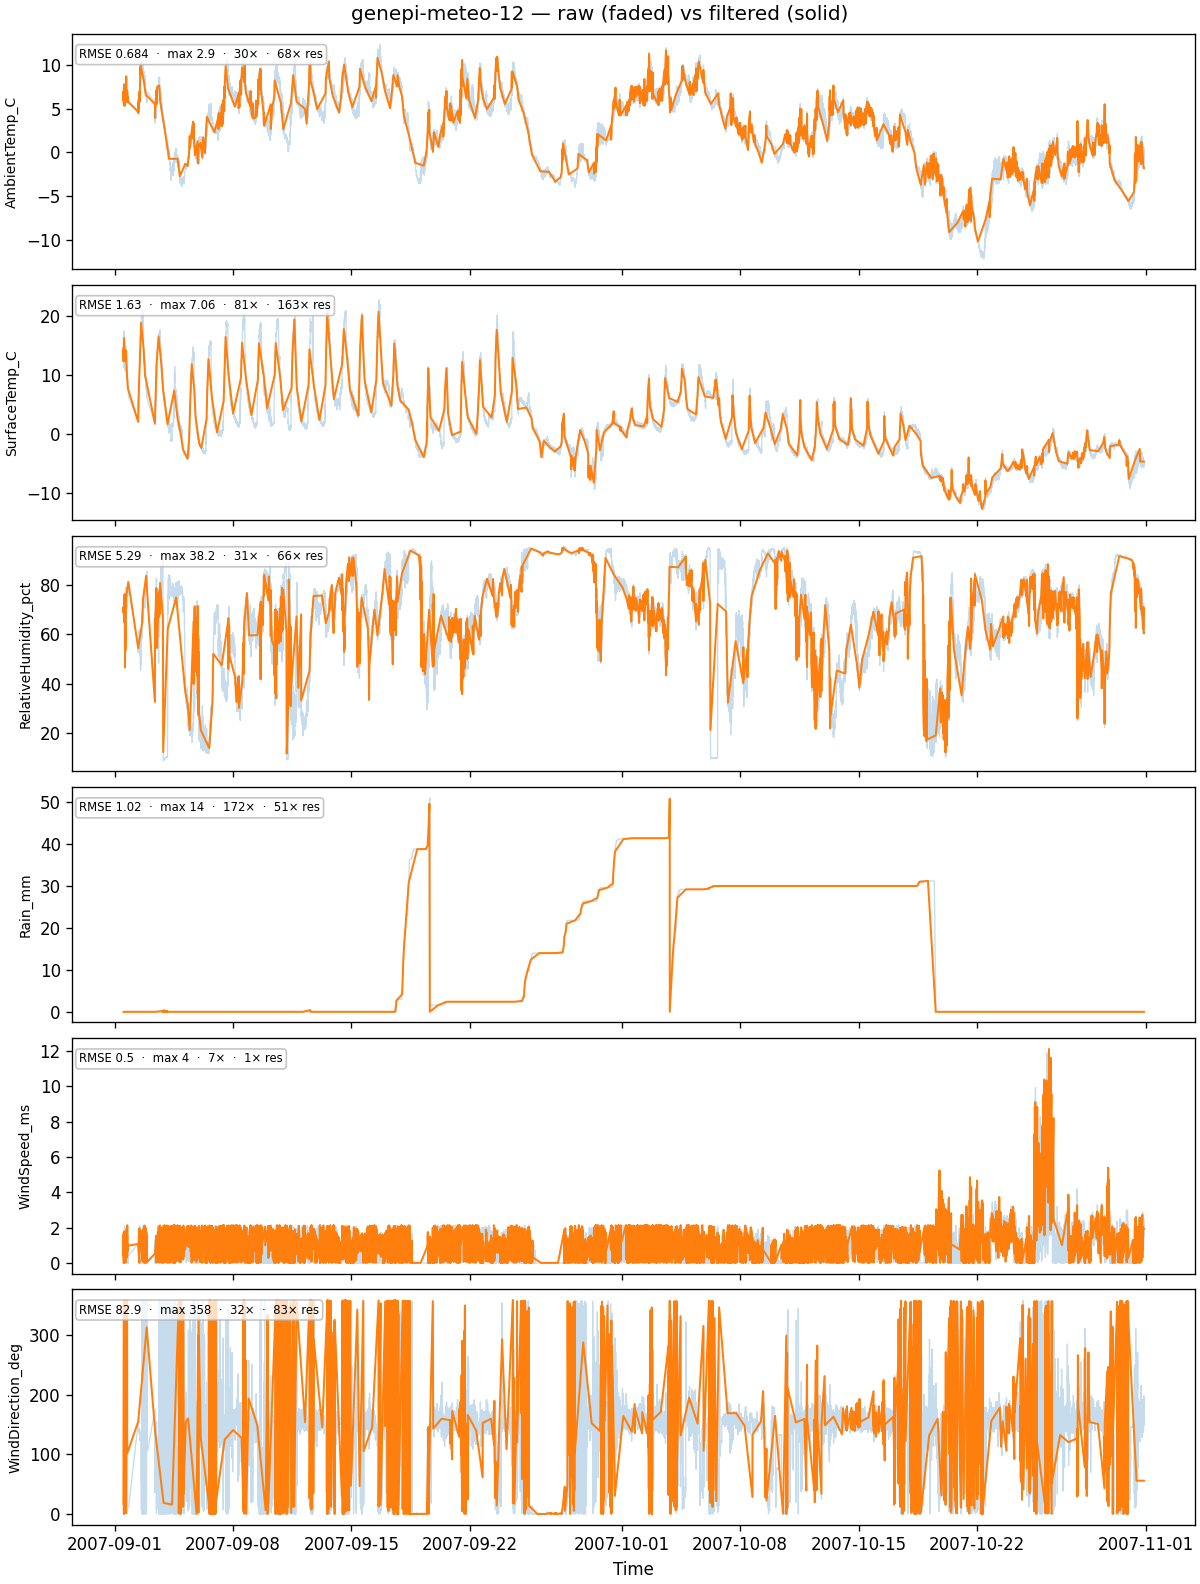 genepi-meteo-12 — raw (faded) vs filtered (solid)
RMSE 0.684 · max 2.9 · 30× · 68× res
AmbientTemp_C
10
5
0
−5
−10
RMSE 1.63 · max 7.06 · 81× · 163× res
SurfaceTemp_C
20
10
0
−10
RMSE 5.29 · max 38.2 · 31× · 66× res
RelativeHumidity_pct
80
60
40
20
RMSE 1.02 · max 14 · 172× · 51× res
Rain_mm
50
40
30
20
10
0
RMSE 0.5 · max 4 · 7× · 1× res
WindSpeed_ms
12
10
8
6
4
2
0
RMSE 82.9 · max 358 · 32× · 83× res
WindDirection_deg
300
200
100
0
2007-09-01 2007-09-08 2007-09-15 2007-09-22 2007-10-01 2007-10-08 2007-10-15 2007-10-22 2007-11-01
Time